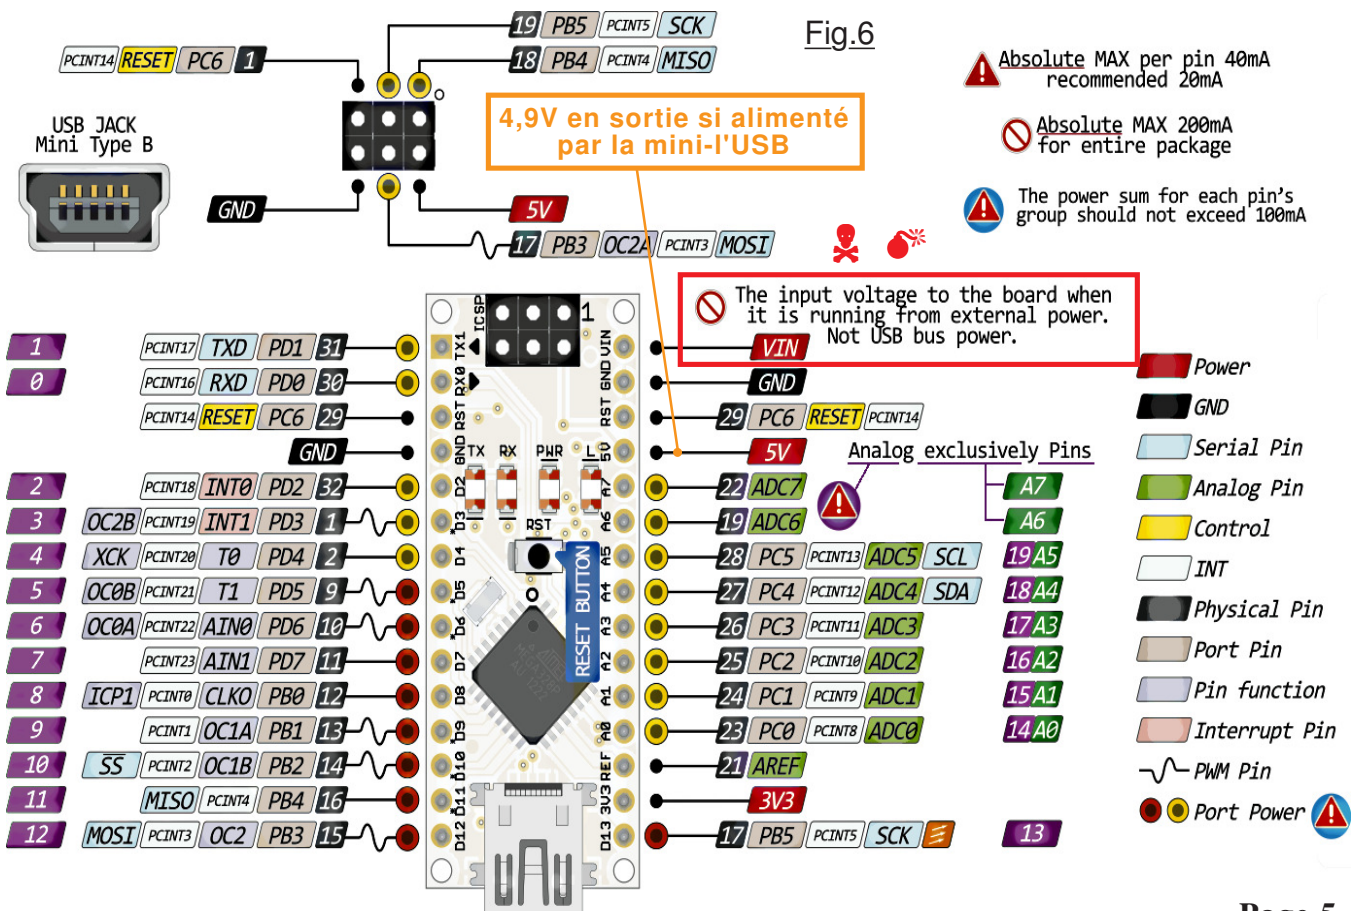 Fig.6
19 PB5 PCINT5 SCK
18 PB4 PCINT4 MISO
PCINT14 RESET PC6 1
USB JACK
Mini Type B
GND
5V
17 PB3 OC2A PCINT3 MOSI
4,9V en sortie si alimenté
par la mini-l'USB
Absolute MAX per pin 40mA
recommended 20mA
Absolute MAX 200mA
for entire package
The power sum for each pin's
group should not exceed 100mA
The input voltage to the board when
it is running from external power.
Not USB bus power.
1 PCINT17 TXD PD1 31
0 PCINT16 RXD PD0 30
PCINT14 RESET PC6 29
GND
2 PCINT18 INT0 PD2 32
3 OC2B PCINT19 INT1 PD3 1
4 XCK PCINT20 T0 PD4 2
5 OC0B PCINT21 T1 PD5 9
6 OC0A PCINT22 AIN0 PD6 10
7 PCINT23 AIN1 PD7 11
8 ICP1 PCINT0 CLKO PB0 12
9 PCINT1 OC1A PB1 13
10 SS PCINT2 OC1B PB2 14
11 MISO PCINT4 PB4 16
12 MOSI PCINT3 OC2 PB3 15
ICSP
1
TX1
RX0
RST
GND
D2
*D3
D4
*D5
*D6
D7
D8
*D9
*D10
*D11
D12
TX RX PWR L
RST
RESET BUTTON
VIN
GND
RST
5V
A7
A6
A5
A4
A3
A2
A1
A0
REF
3V3
D13
VIN
GND
29 PC6 RESET PCINT14
5V
Analog exclusively Pins
22 ADC7 A7
19 ADC6 A6
28 PC5 PCINT13 ADC5 SCL 19 A5
27 PC4 PCINT12 ADC4 SDA 18 A4
26 PC3 PCINT11 ADC3 17 A3
25 PC2 PCINT10 ADC2 16 A2
24 PC1 PCINT9 ADC1 15 A1
23 PC0 PCINT8 ADC0 14 A0
21 AREF
3V3
17 PB5 PCINT5 SCK 13
Power
GND
Serial Pin
Analog Pin
Control
INT
Physical Pin
Port Pin
Pin function
Interrupt Pin
PWM Pin
Port Power
Page 5